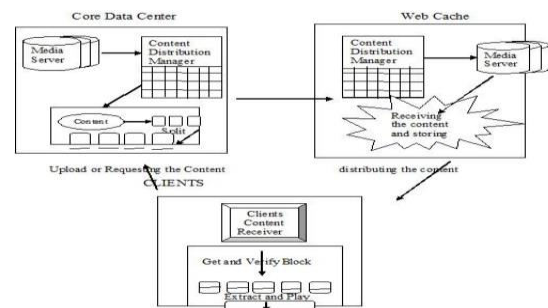 Core Data Center
Media
Server
Content
Distribution
Manager
Content
Split
Web Cache
Content
Distribution
Manager
Media
Server
Receiving
the content
and storing
Upload or Requesting the Content
distributing the content
CLIENTS
Clients
Content
Receiver
Get and Verify Block
Extract and Play